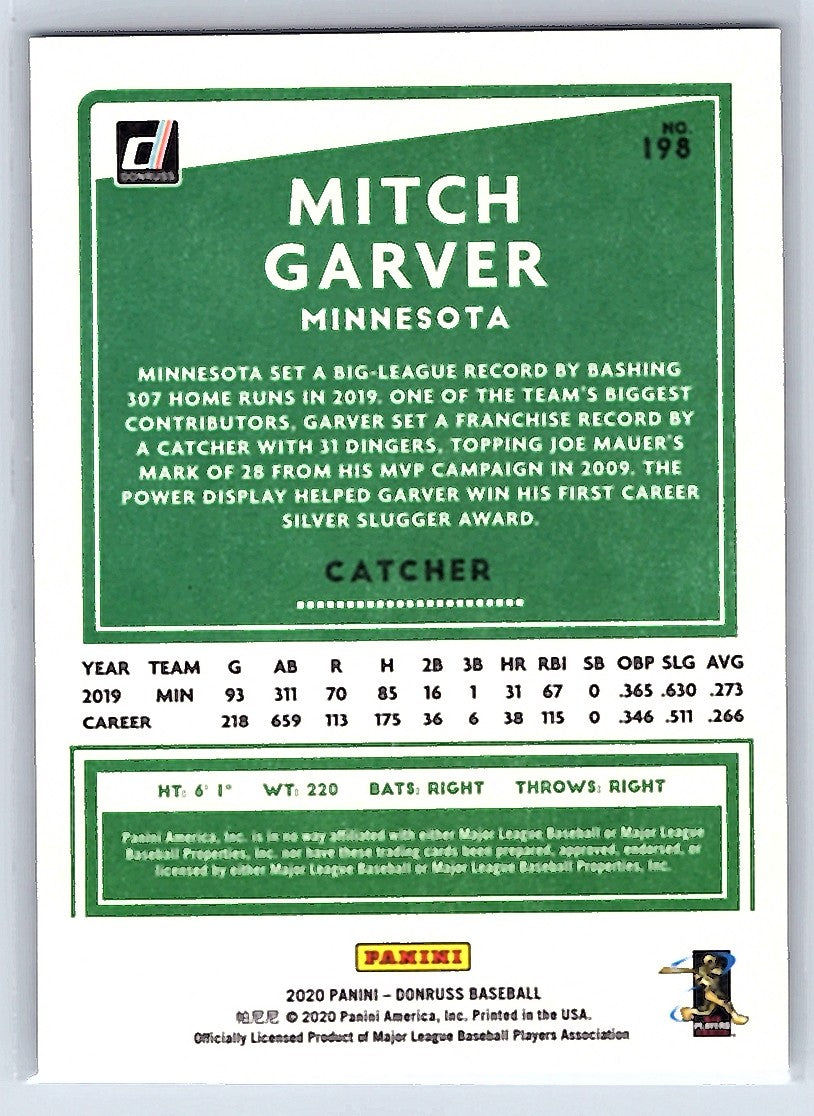 DONRUSS
NO.
198
MITCH
GARVER
MINNESOTA
MINNESOTA SET A BIG-LEAGUE RECORD BY BASHING
307 HOME RUNS IN 2019. ONE OF THE TEAM'S BIGGEST
CONTRIBUTORS, GARVER SET A FRANCHISE RECORD BY
A CATCHER WITH 31 DINGERS, TOPPING JOE MAUER'S
MARK OF 28 FROM HIS MVP CAMPAIGN IN 2009. THE
POWER DISPLAY HELPED GARVER WIN HIS FIRST CAREER
SILVER SLUGGER AWARD.
CATCHER
YEAR TEAM G AB R H 2B 3B HR RBI SB OBP SLG AVG
2019 MIN 93 311 70 85 16 1 31 67 0 .365 .630 .273
CAREER 218 659 113 175 36 6 38 115 0 .346 .511 .266
HT: 6' 1" WT: 220 BATS: RIGHT THROWS: RIGHT
Panini America, Inc. is in no way affiliated with either Major League Baseball or Major League
Baseball Properties, Inc. nor have these trading cards been prepared, approved, endorsed, or
licensed by either Major League Baseball or Major League Baseball Properties, Inc.
PANINI
2020 PANINI – DONRUSS BASEBALL
帕尼尼 © 2020 Panini America, Inc. Printed in the USA.
Officially Licensed Product of Major League Baseball Players Association
PLAYERS